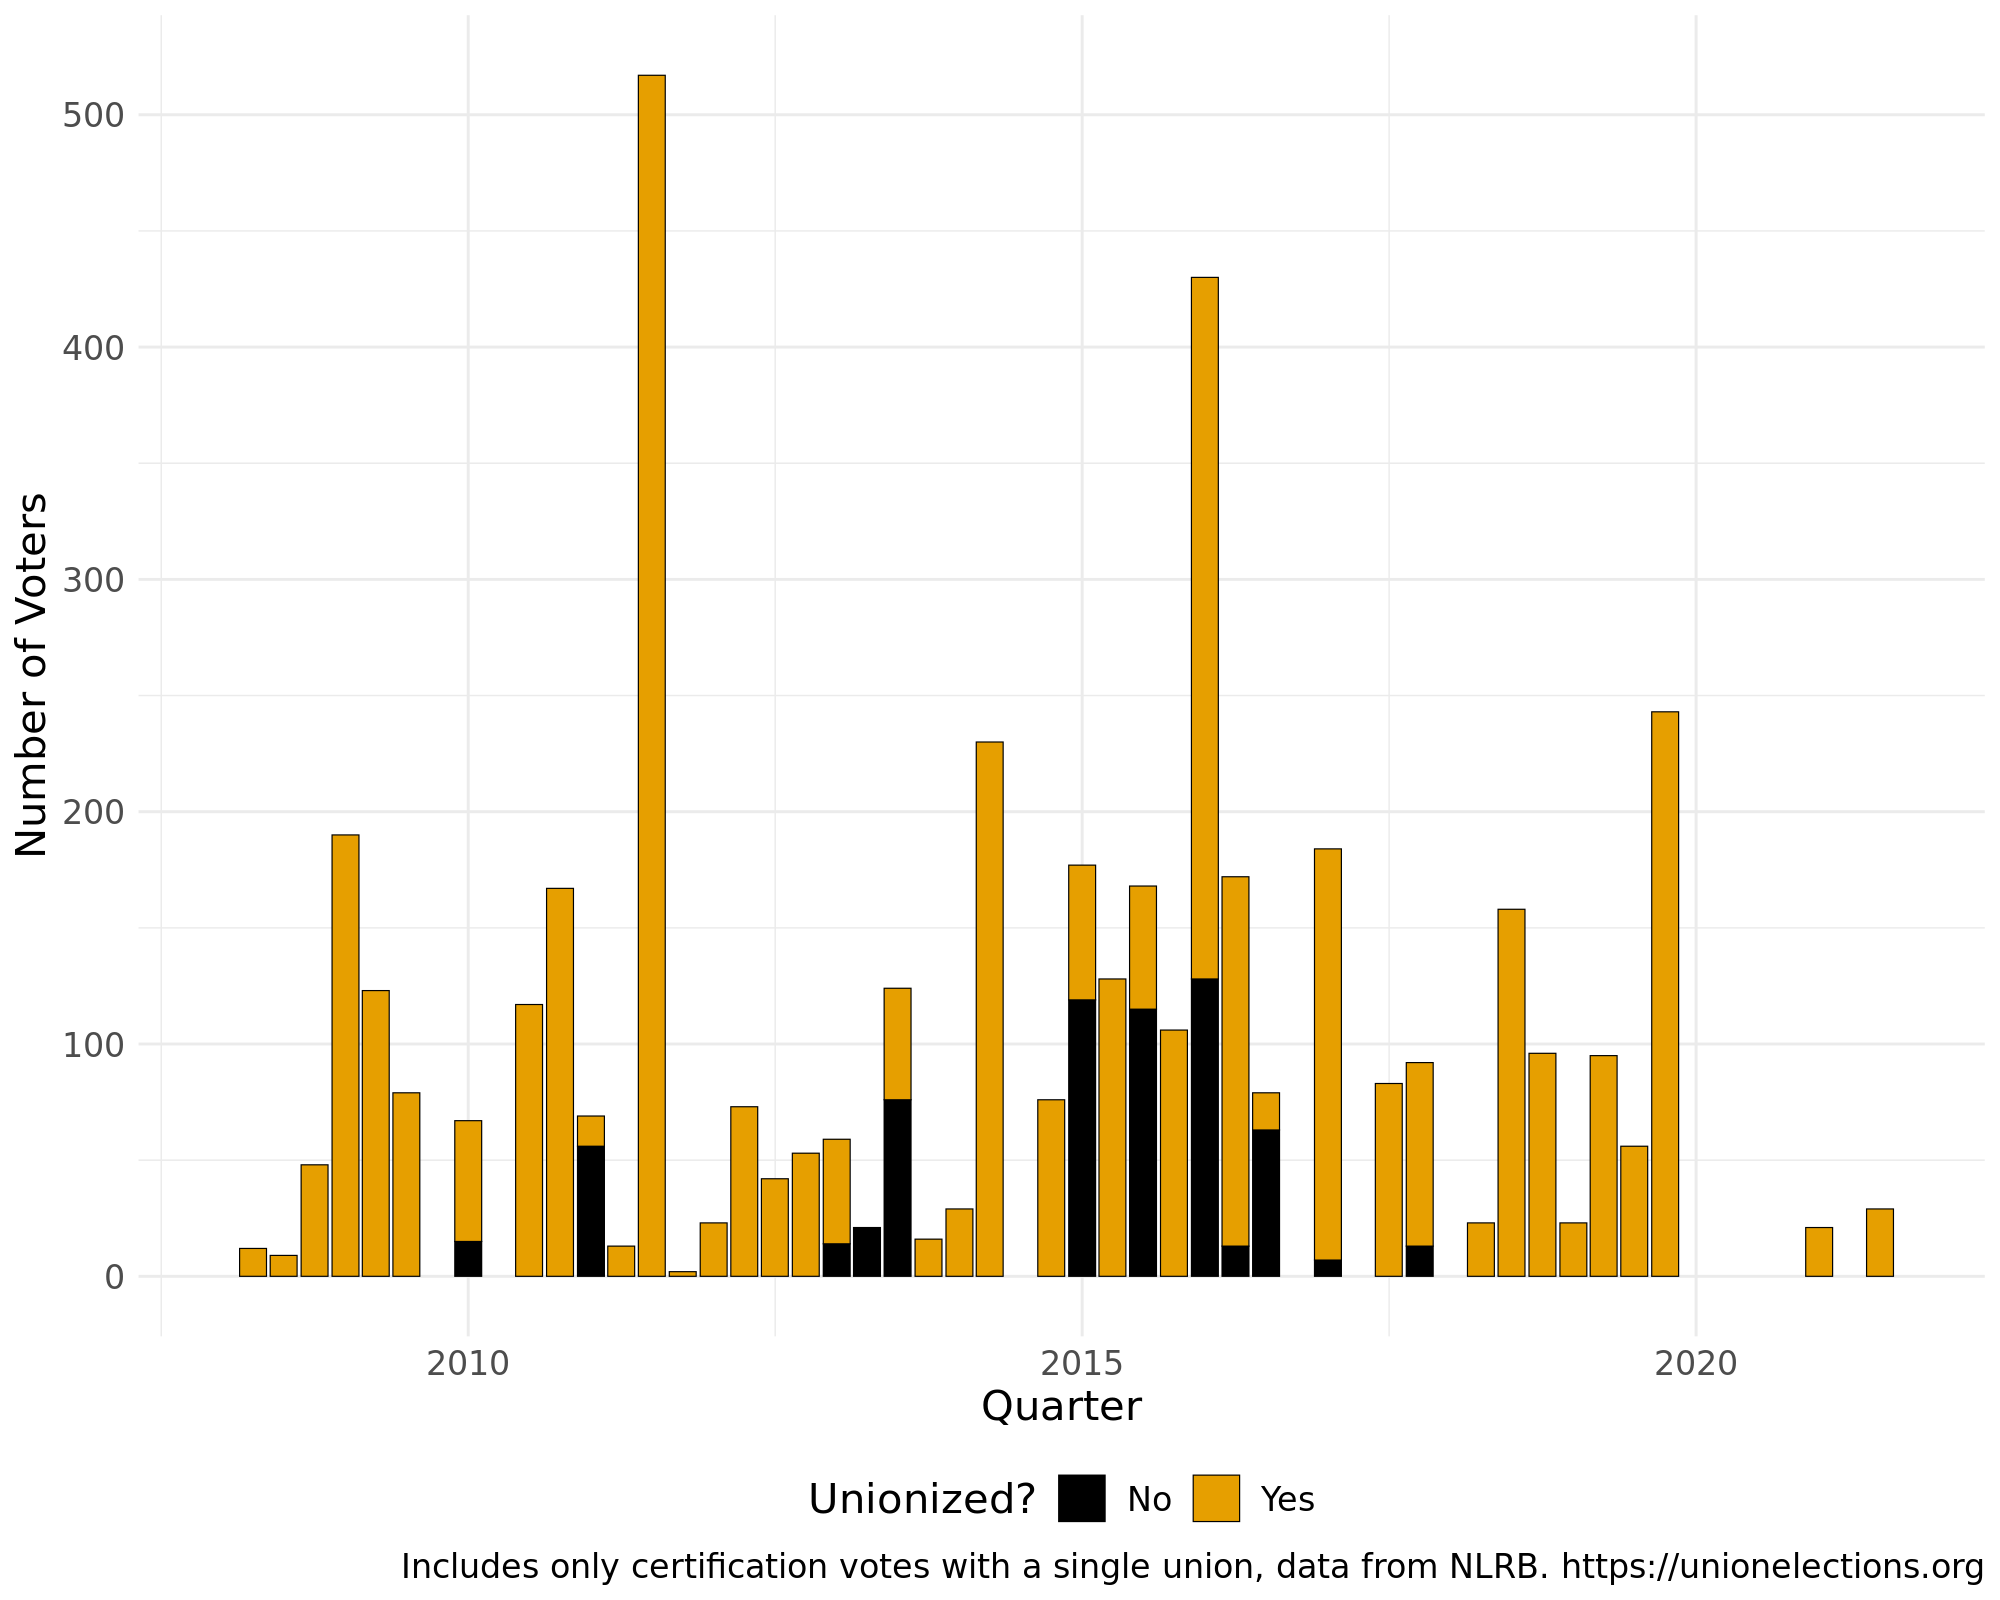 500
400
300
200
100
0
Number of Voters
2010 2015 2020
Quarter
Unionized? No Yes
Includes only certification votes with a single union, data from NLRB. https://unionelections.org